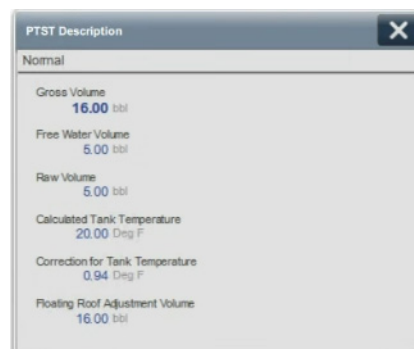 PTST Description
Normal
Gross Volume
16.00 bbl
Free Water Volume
5.00 bbl
Raw Volume
5.00 bbl
Calculated Tank Temperature
20.00 Deg F
Correction for Tank Temperature
0.94 Deg F
Floating Roof Adjustment Volume
16.00 bbl